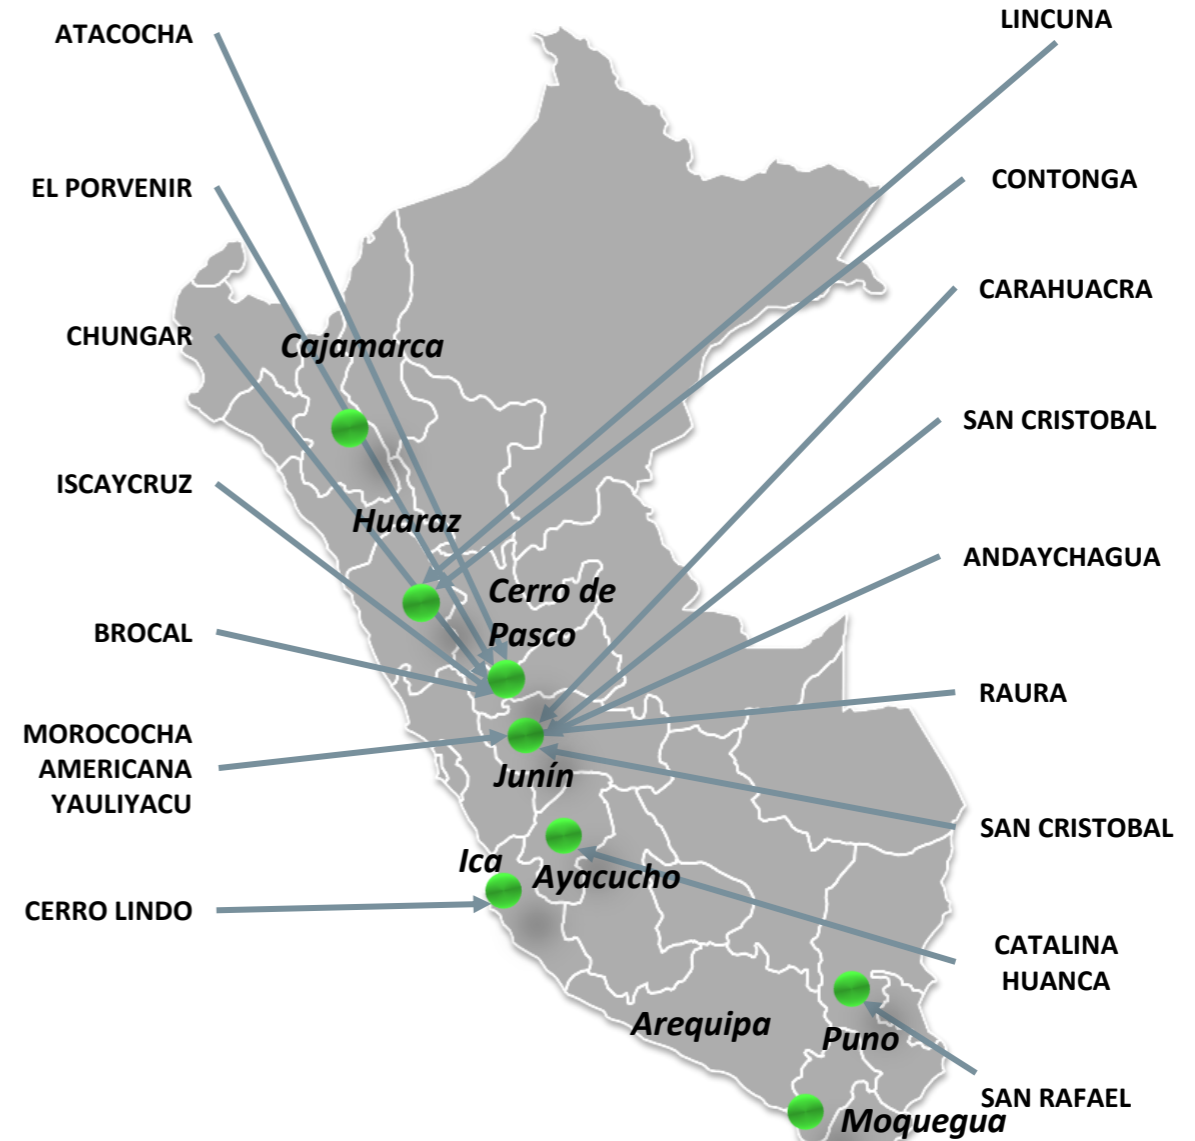 ATACOCHA
EL PORVENIR
CHUNGAR
ISCAYCRUZ
BROCAL
MOROCOCHA
AMERICANA
YAULIYACU
CERRO LINDO
Cajamarca
Huaraz
Cerro de
Pasco
Junín
Ica
Ayacucho
Arequipa
Puno
Moquegua
LINCUNA
CONTONGA
CARAHUACRA
SAN CRISTOBAL
ANDAYCHAGUA
RAURA
SAN CRISTOBAL
CATALINA
HUANCA
SAN RAFAEL